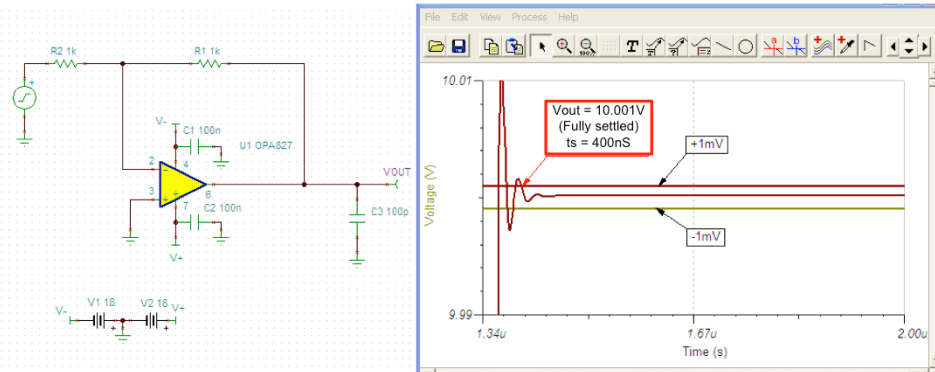 R2 1k
R1 1k
+
V-
C1 100n
U1 OPA627
2
4
3
6
7
VOUT
C2 100n
C3 100p
V+
V-
V1 18
V2 18
V+
+
+
File Edit View Process Help
T
100%
a
b
10.01
Vout = 10.001V
(Fully settled)
ts = 400nS
+1mV
Voltage (V)
-1mV
9.99
1.34u
1.67u
2.00u
Time (s)